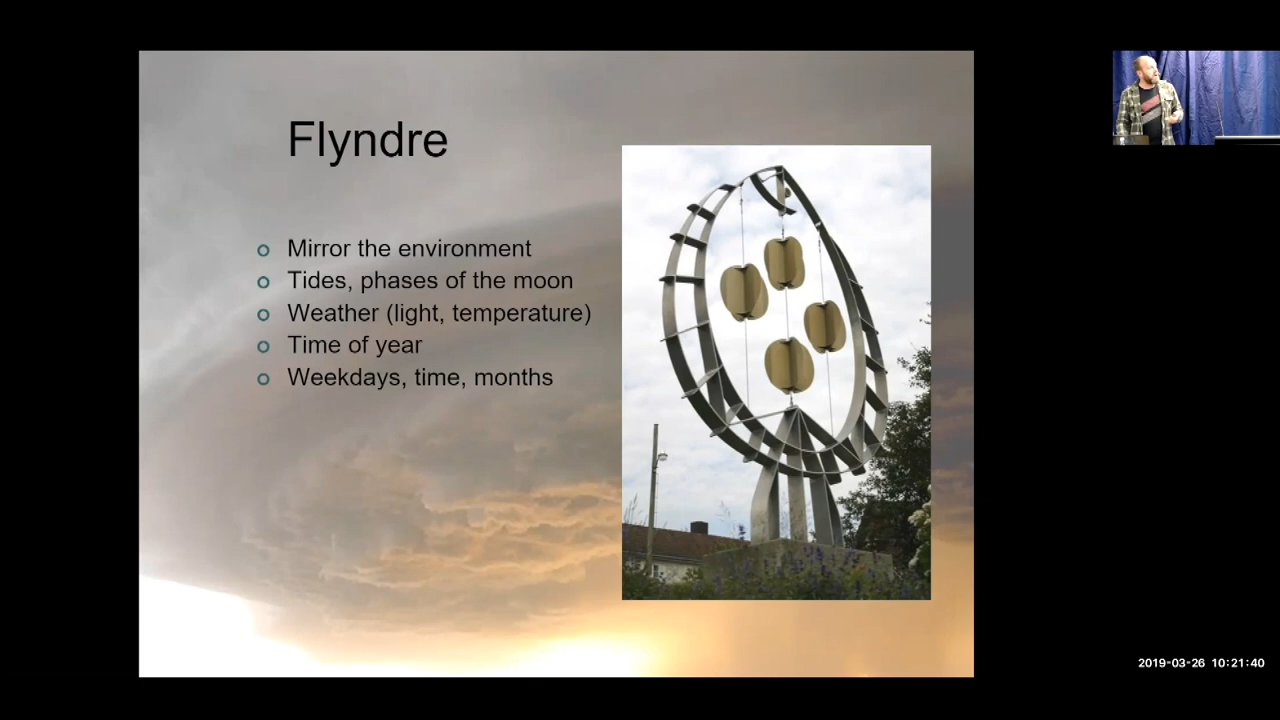 Flyndre
Mirror the environment
Tides, phases of the moon
Weather (light, temperature)
Time of year
Weekdays, time, months
2019-03-26 10:21:40